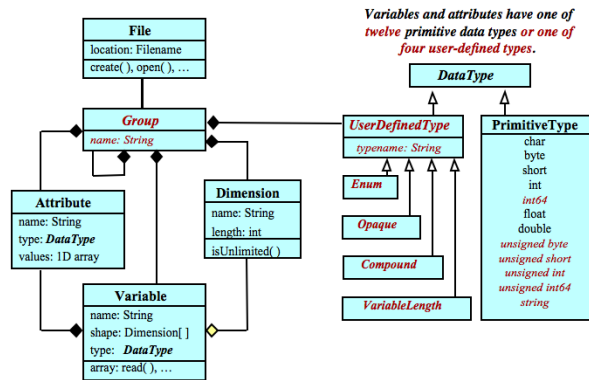 Variables and attributes have one of
twelve primitive data types or one of
four user-defined types.
File
location: Filename
create( ), open( ), …
DataType
Group
name: String
UserDefinedType
typename: String
PrimitiveType
char
byte
short
int
int64
float
double
unsigned byte
unsigned short
unsigned int
unsigned int64
string
Enum
Opaque
Compound
VariableLength
Attribute
name: String
type: DataType
values: 1D array
Dimension
name: String
length: int
isUnlimited( )
Variable
name: String
shape: Dimension[ ]
type: DataType
array: read( ), …